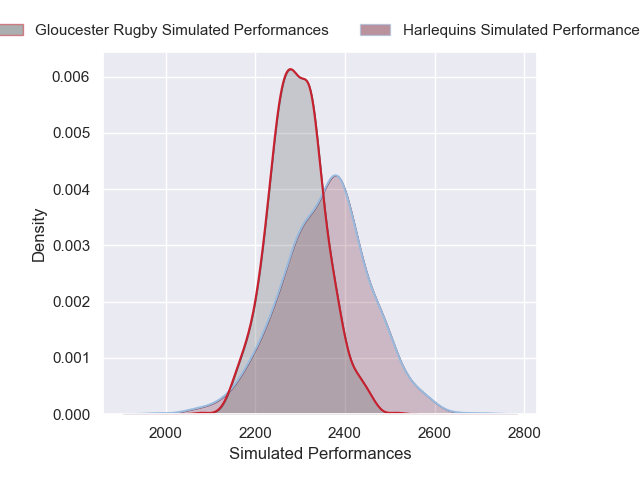 Gloucester Rugby Simulated Performances
Harlequins Simulated Performance
0.006
0.005
0.004
0.003
0.002
0.001
0.000
Density
2000 2200 2400 2600 2800
Simulated Performances